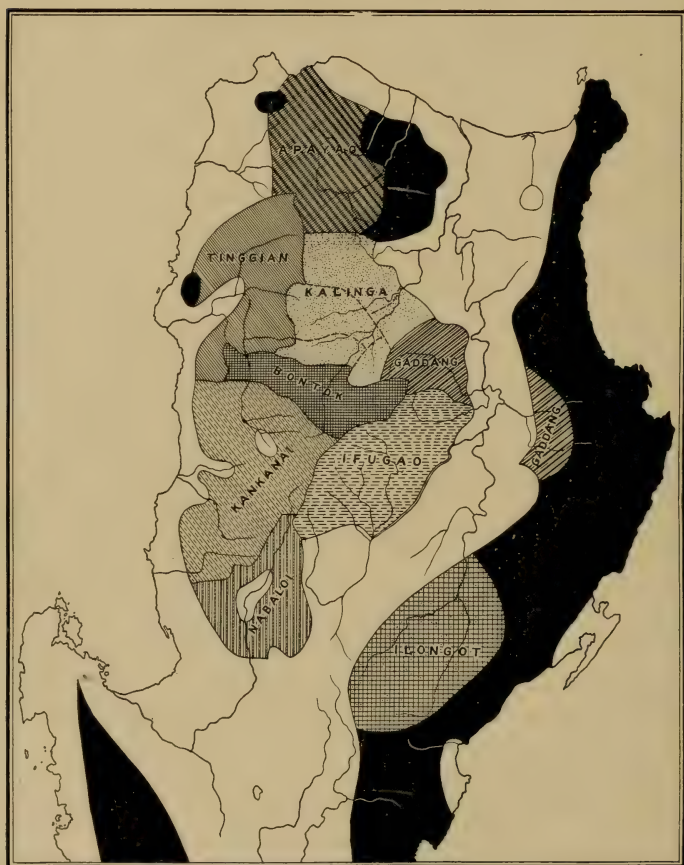 APAYAO
TINGGIAN
KALINGA
GADDANG
BONTOK
GADDANG
IFUGAO
KANKANAI
NABALOI
ILONGOT